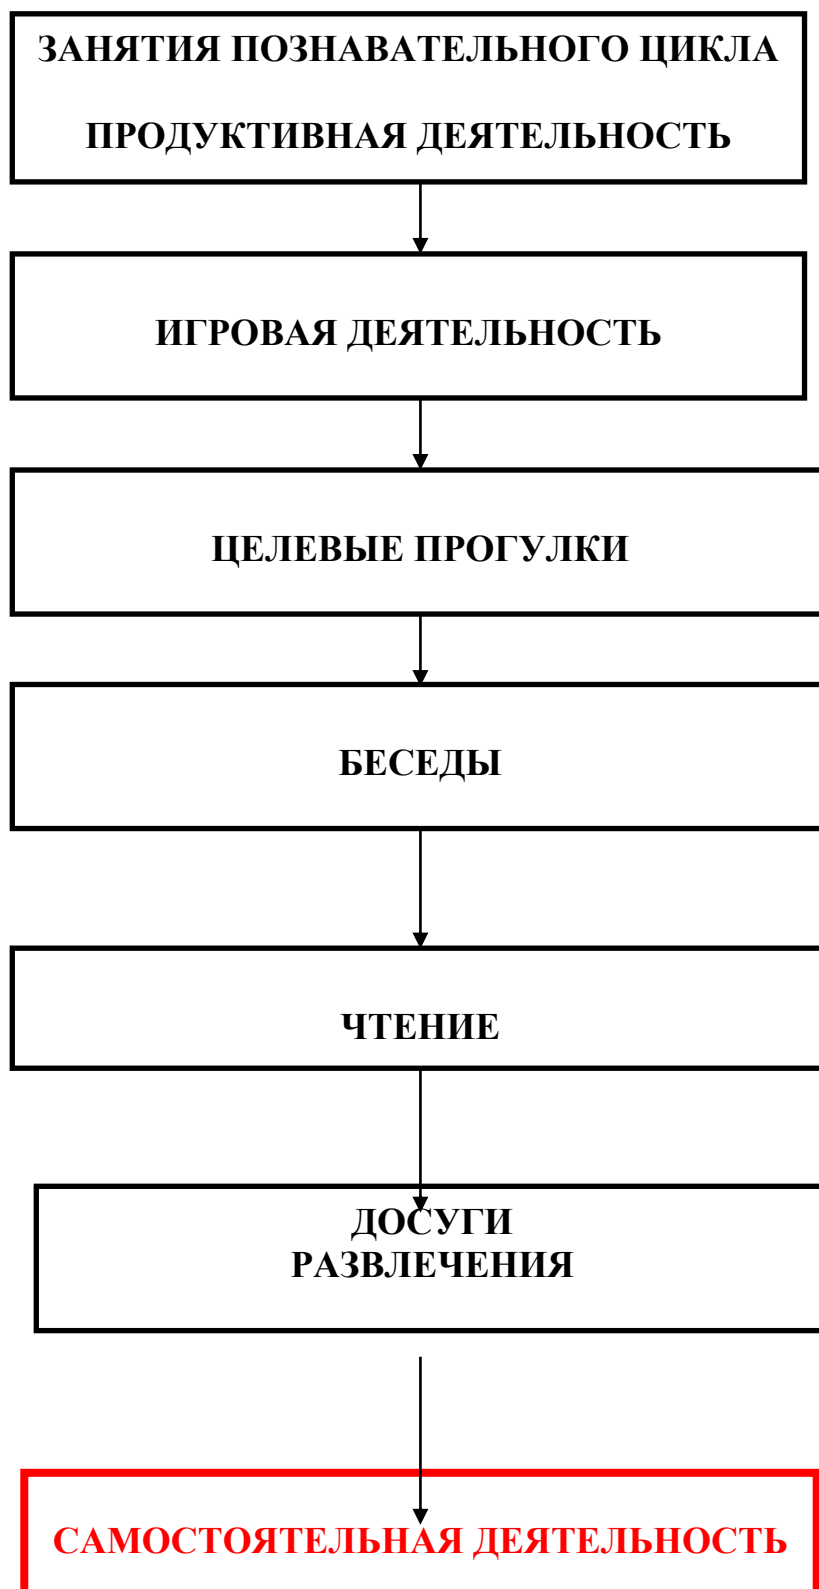 ЗАНЯТИЯ ПОЗНАВАТЕЛЬНОГО ЦИКЛА
ПРОДУКТИВНАЯ ДЕЯТЕЛЬНОСТЬ
ИГРОВАЯ ДЕЯТЕЛЬНОСТЬ
ЦЕЛЕВЫЕ ПРОГУЛКИ
БЕСЕДЫ
ЧТЕНИЕ
ДОСУГИ
РАЗВЛЕЧЕНИЯ
САМОСТОЯТЕЛЬНАЯ ДЕЯТЕЛЬНОСТЬ